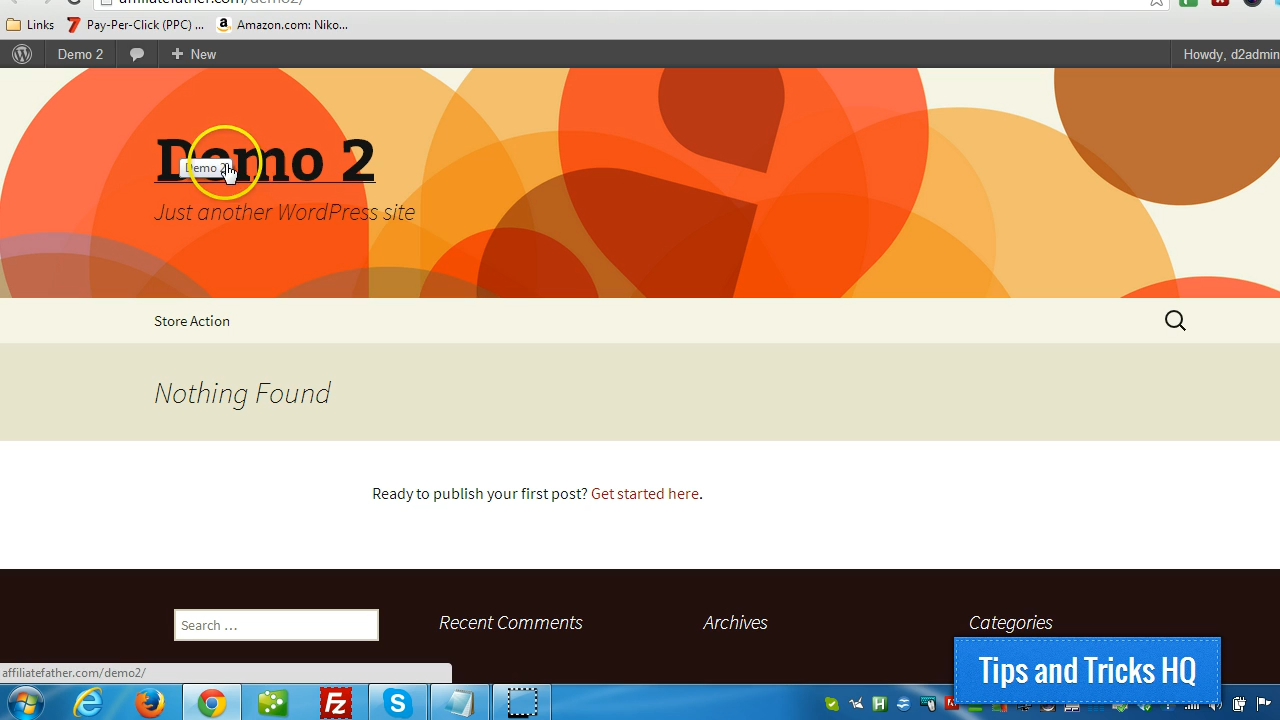 affiliatefather.com/demo2/
Links
Pay-Per-Click (PPC) ...
Amazon.com: Niko...
Demo 2
New
Howdy, d2admin
Demo 2
Demo 2
Just another WordPress site
Store Action
Nothing Found
Ready to publish your first post? Get started here.
Search …
Recent Comments
Archives
Categories
affiliatefather.com/demo2/
Tips and Tricks HQ